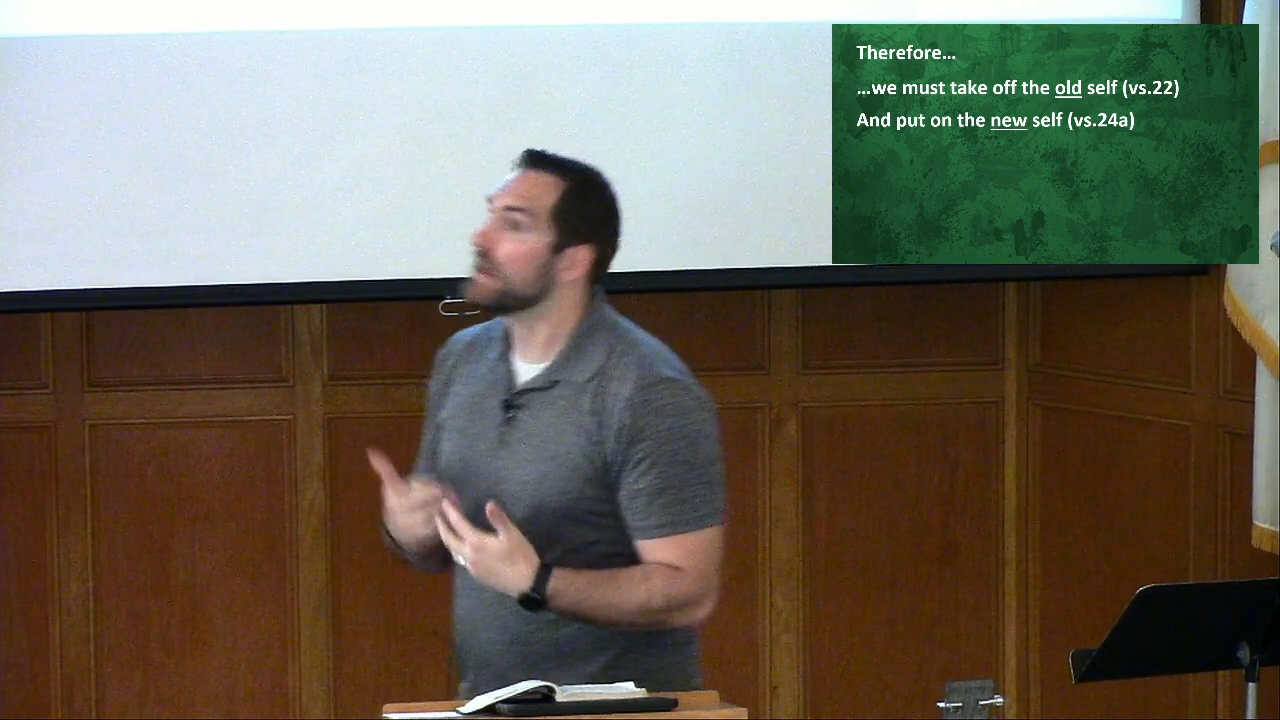 Therefore…
…we must take off the old self (vs.22)
And put on the new self (vs.24a)